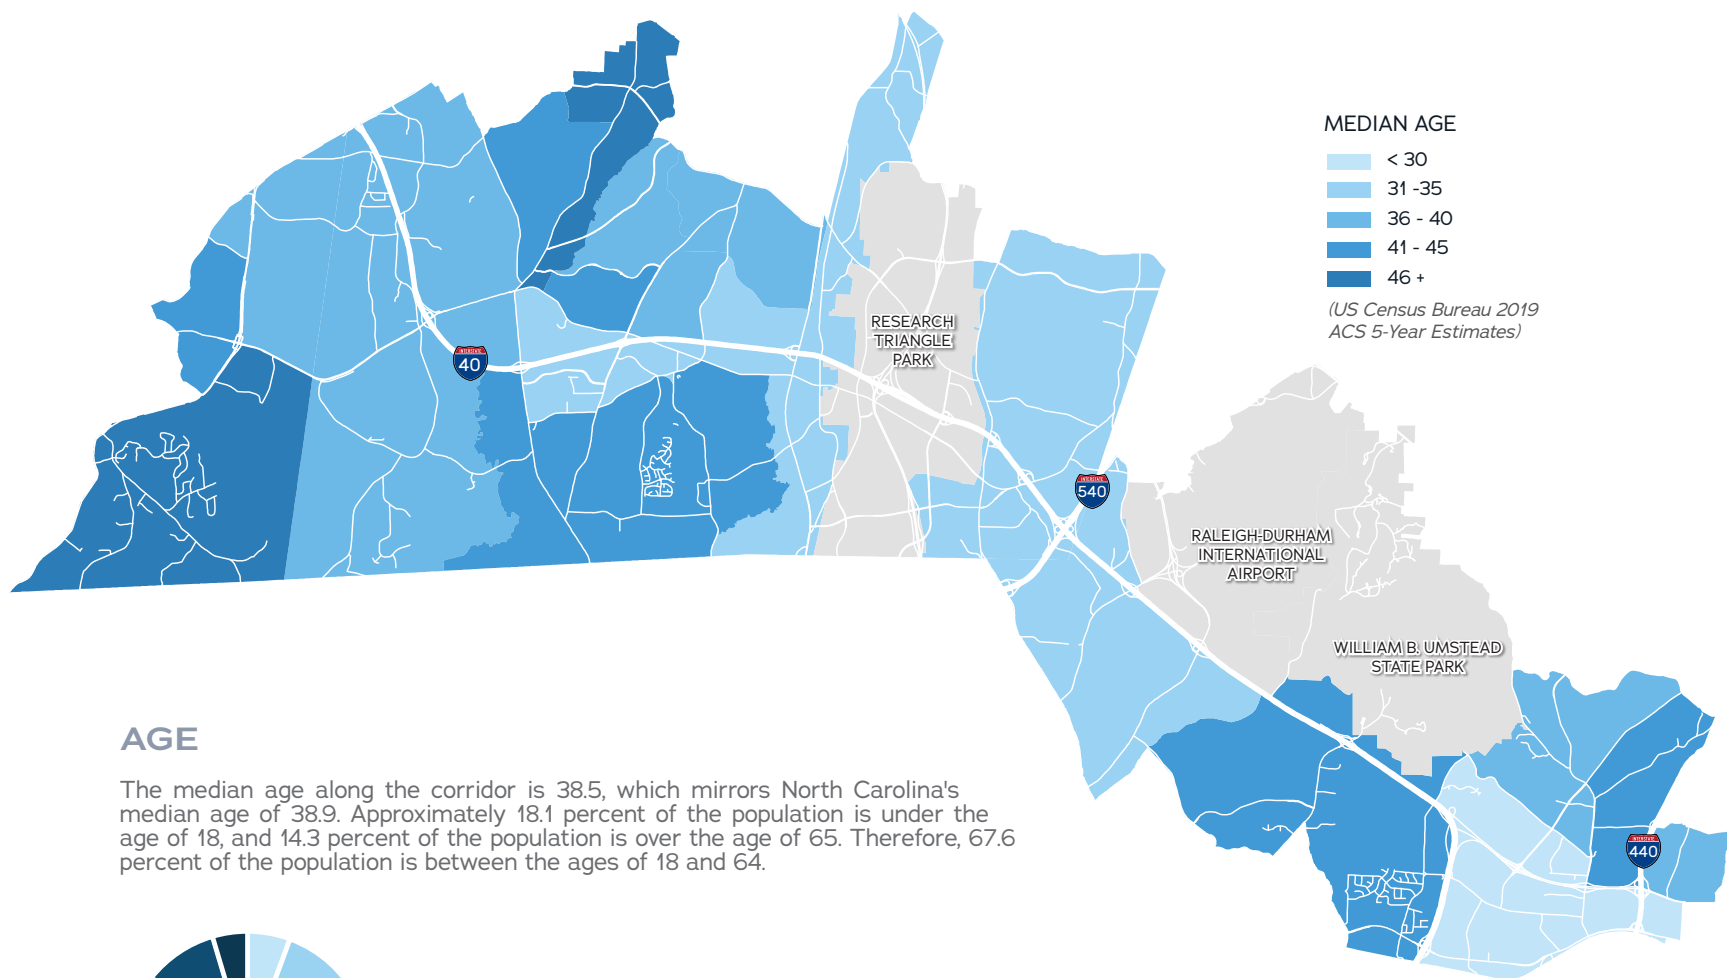 MEDIAN AGE
< 30
31 -35
36 - 40
41 - 45
46 +
(US Census Bureau 2019
ACS 5-Year Estimates)
RESEARCH
TRIANGLE
PARK
INTERSTATE
40
INTERSTATE
540
RALEIGH-DURHAM
INTERNATIONAL
AIRPORT
WILLIAM B. UMSTEAD
STATE PARK
INTERSTATE
440
AGE
The median age along the corridor is 38.5, which mirrors North Carolina's
median age of 38.9. Approximately 18.1 percent of the population is under the
age of 18, and 14.3 percent of the population is over the age of 65. Therefore, 67.6
percent of the population is between the ages of 18 and 64.